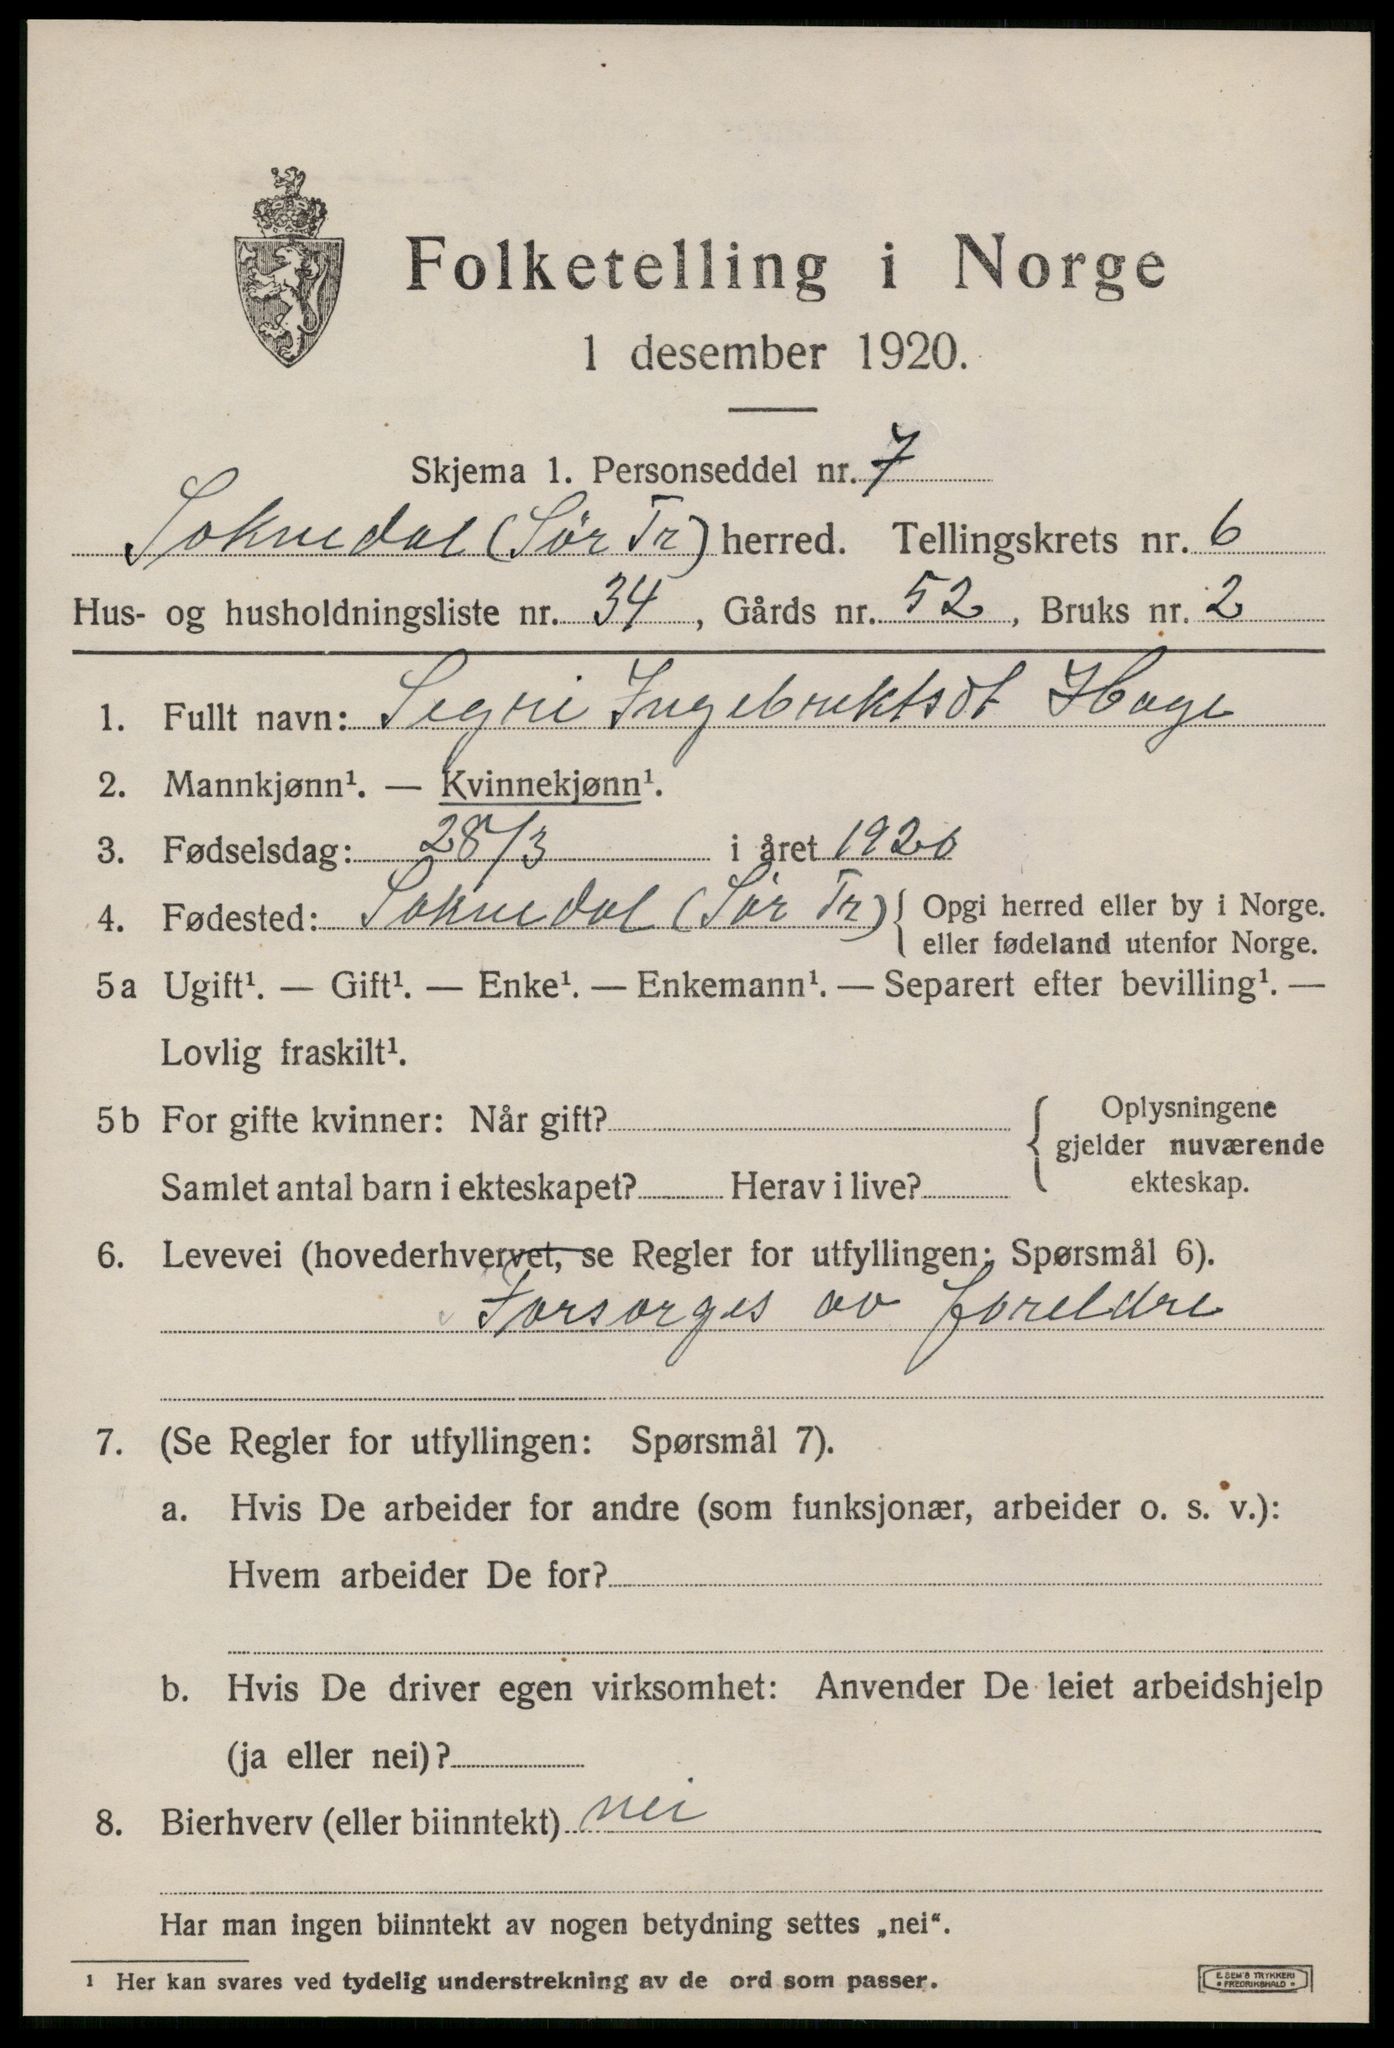 Folketelling i Norge
1 desember 1920.
Skjema 1. Personseddel nr. 7
Soknedal (Sør Tr) herred. Tellingskrets nr. 6
Hus- og husholdningsliste nr. 34, Gårds nr. 52, Bruks nr. 2
1. Fullt navn: Segri Ingebriktsdt Hage
2. Mannkjønn¹. — Kvinnekjønn¹.
3. Fødselsdag: 28/3 i året 1920
4. Fødested: Soknedal (Sør Tr) { Opgi herred eller by i Norge.
eller fødeland utenfor Norge.
5a Ugift¹. — Gift¹. — Enke¹. — Enkemann¹. — Separert efter bevilling¹. —
Lovlig fraskilt¹.
5b For gifte kvinner: Når gift?
Samlet antal barn i ekteskapet? Herav i live?
Oplysningene
gjelder nuværende
ekteskap.
6. Levevei (hovederhvervet, se Regler for utfyllingen; Spørsmål 6).
Forsørges av foreldre
7. (Se Regler for utfyllingen: Spørsmål 7).
a. Hvis De arbeider for andre (som funksjonær, arbeider o. s. v.):
Hvem arbeider De for?
b. Hvis De driver egen virksomhet: Anvender De leiet arbeidshjelp
(ja eller nei)?
8. Bierhverv (eller biinntekt) nei
Har man ingen biinntekt av nogen betydning settes „nei“.
¹ Her kan svares ved tydelig understrekning av de ord som passer.
E. SEM'S TRYKKERI
FREDRIKSHALD